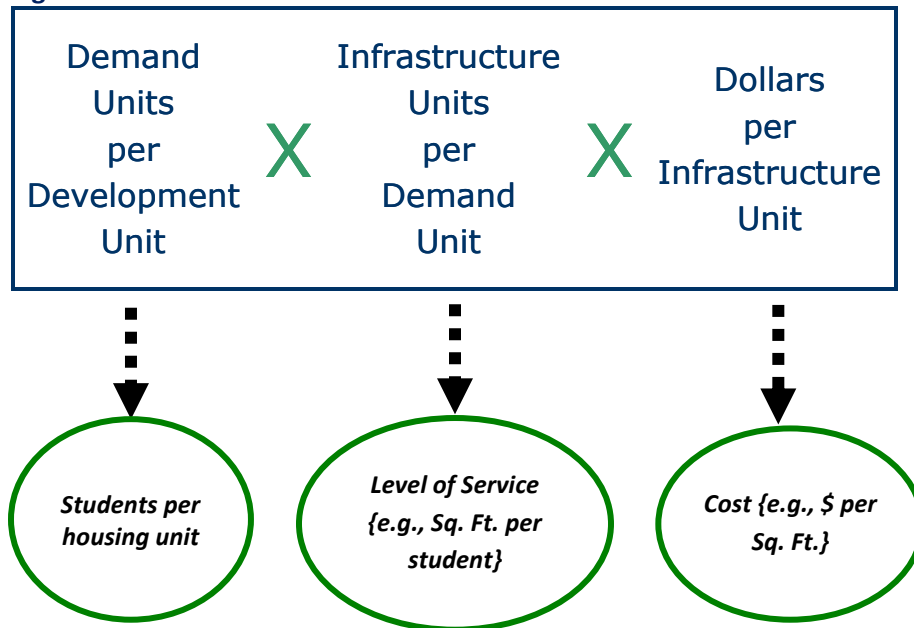 Demand
Units
per
Development
Unit
X
Infrastructure
Units
per
Demand
Unit
X
Dollars
per
Infrastructure
Unit
Students per
housing unit
Level of Service
{e.g., Sq. Ft. per
student}
Cost {e.g., $ per
Sq. Ft.}